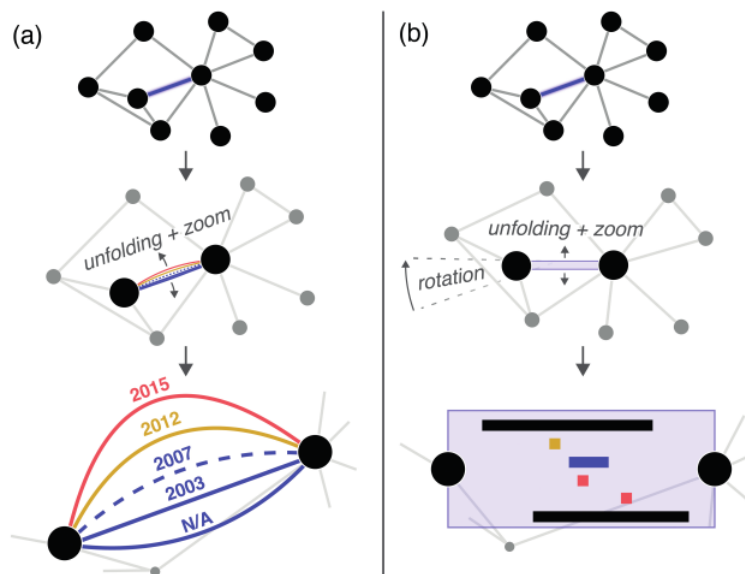 (a)
unfolding + zoom
2015
2012
2007
2003
N/A
(b)
unfolding + zoom
rotation